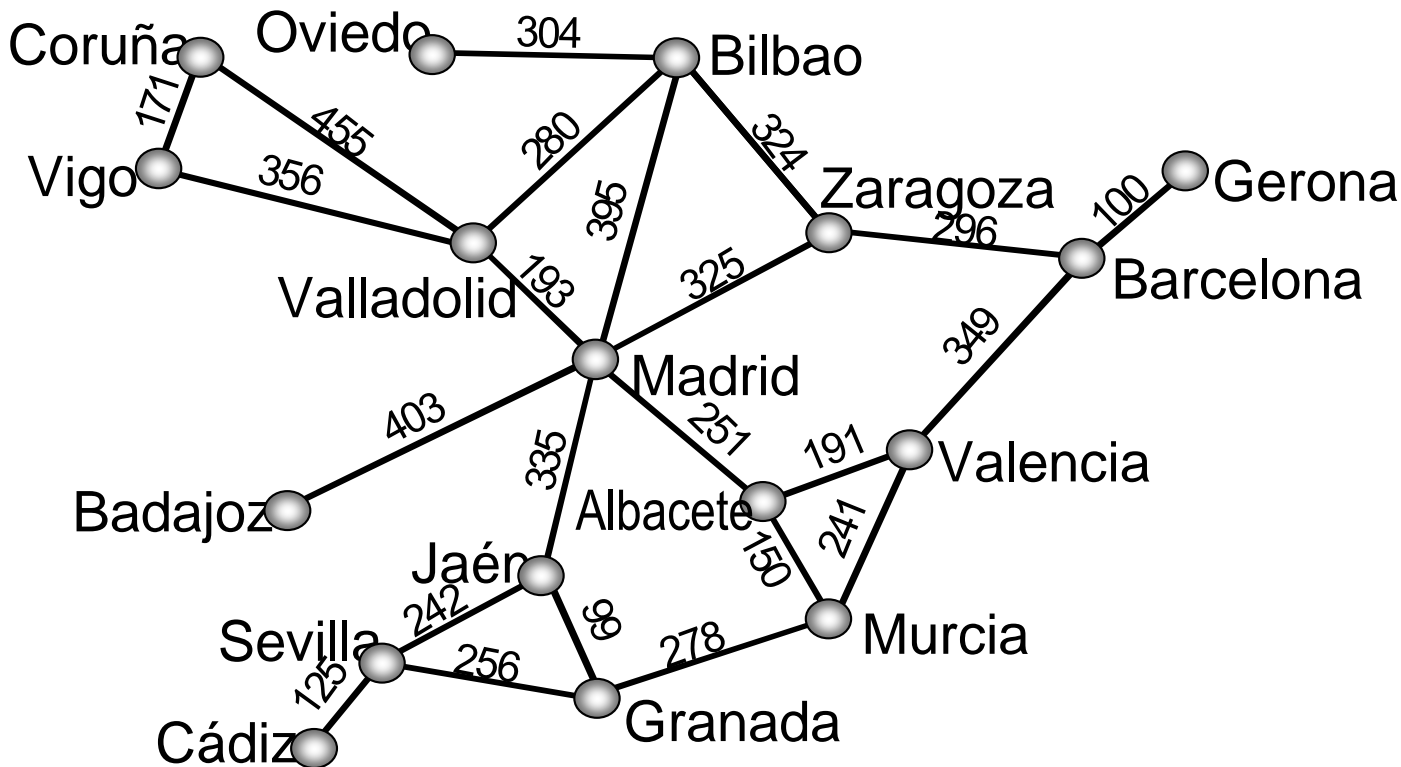 Coruña
Oviedo
304
Bilbao
171
455
280
324
Vigo
356
395
Zaragoza
100
Gerona
296
193
325
Barcelona
Valladolid
349
Madrid
403
251
191
335
Valencia
Badajoz
Albacete
241
150
Jaén
242
99
Sevilla
278
Murcia
256
125
Granada
Cádiz